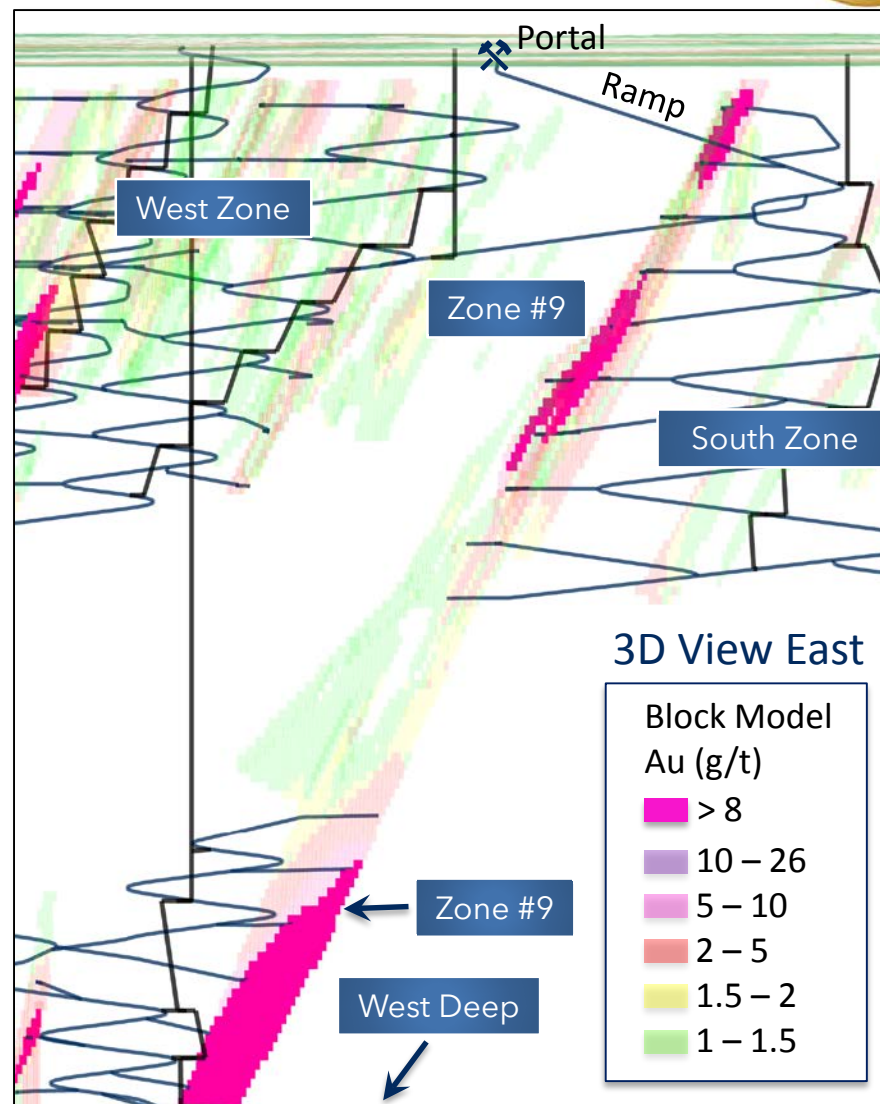 Portal
Ramp
West Zone
Zone #9
South Zone
3D View East
Block Model
Au (g/t)
> 8
10 – 26
5 – 10
2 – 5
1.5 – 2
1 – 1.5
Zone #9
West Deep